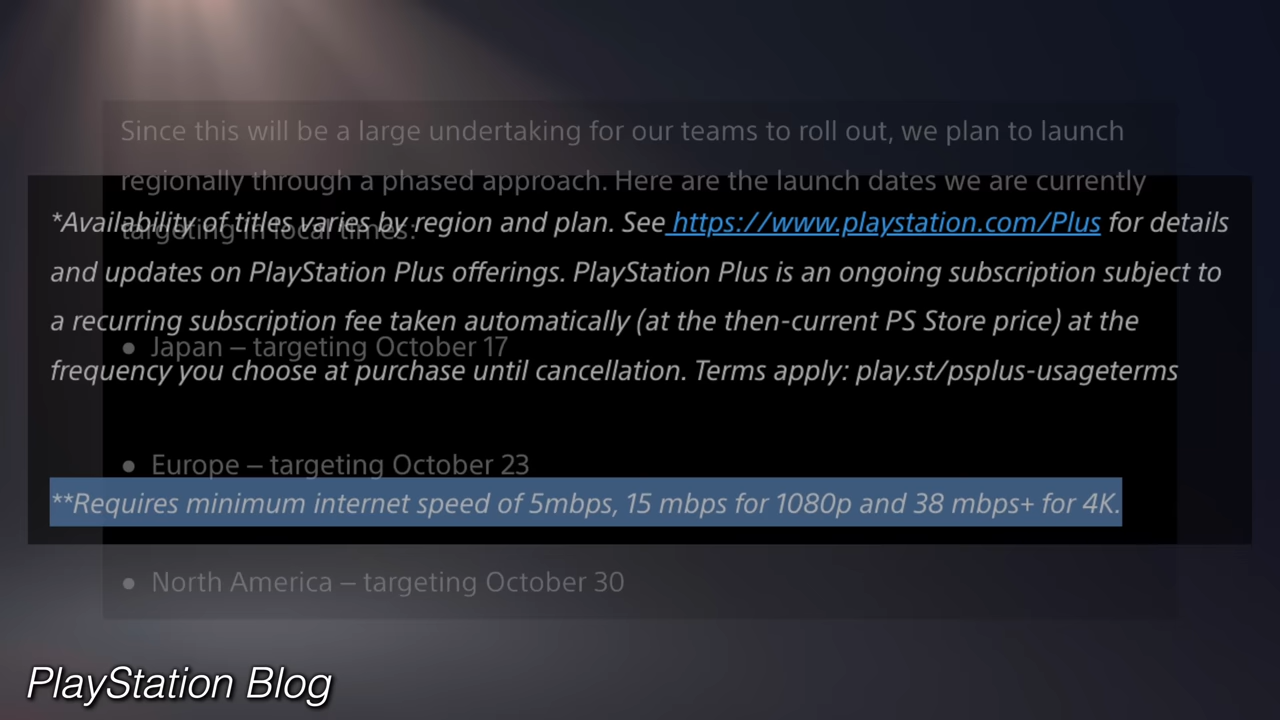 Since this will be a large undertaking for our teams to roll out, we plan to launch
regionally through a phased approach. Here are the launch dates we are currently
targeting in local times:
*Availability of titles varies by region and plan. See https://www.playstation.com/Plus for details
and updates on PlayStation Plus offerings. PlayStation Plus is an ongoing subscription subject to
a recurring subscription fee taken automatically (at the then-current PS Store price) at the
● Japan – targeting October 17
frequency you choose at purchase until cancellation. Terms apply: play.st/psplus-usageterms
● Europe – targeting October 23
**Requires minimum internet speed of 5mbps, 15 mbps for 1080p and 38 mbps+ for 4K.
● North America – targeting October 30
PlayStation Blog